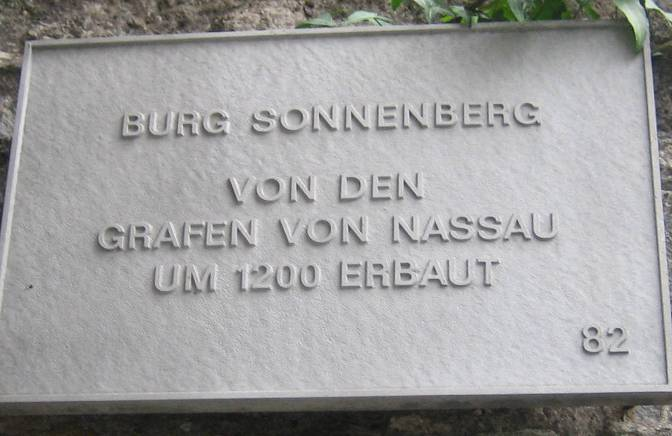 BURG SONNENBERG
VON DEN
GRAFEN VON NASSAU
UM 1200 ERBAUT
82